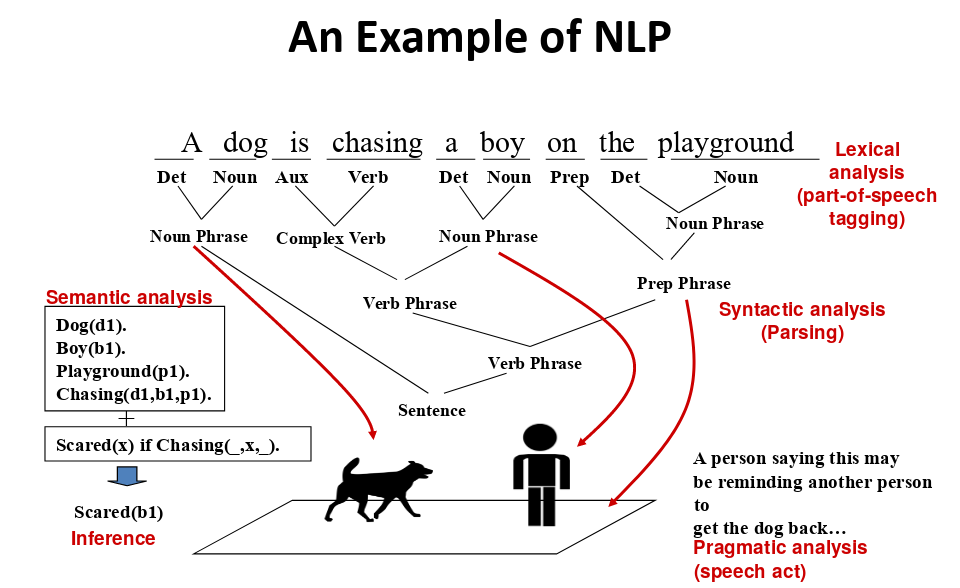 An Example of NLP
A dog is chasing a boy on the playground
Det Noun Aux Verb Det Noun Prep Det Noun
Lexical
analysis
(part-of-speech
tagging)
Noun Phrase Complex Verb Noun Phrase Noun Phrase
Prep Phrase
Verb Phrase
Syntactic analysis
(Parsing)
Verb Phrase
Sentence
Semantic analysis
Dog(d1).
Boy(b1).
Playground(p1).
Chasing(d1,b1,p1).
+
Scared(x) if Chasing(_,x,_).
Scared(b1)
Inference
A person saying this may
be reminding another person
to
get the dog back…
Pragmatic analysis
(speech act)